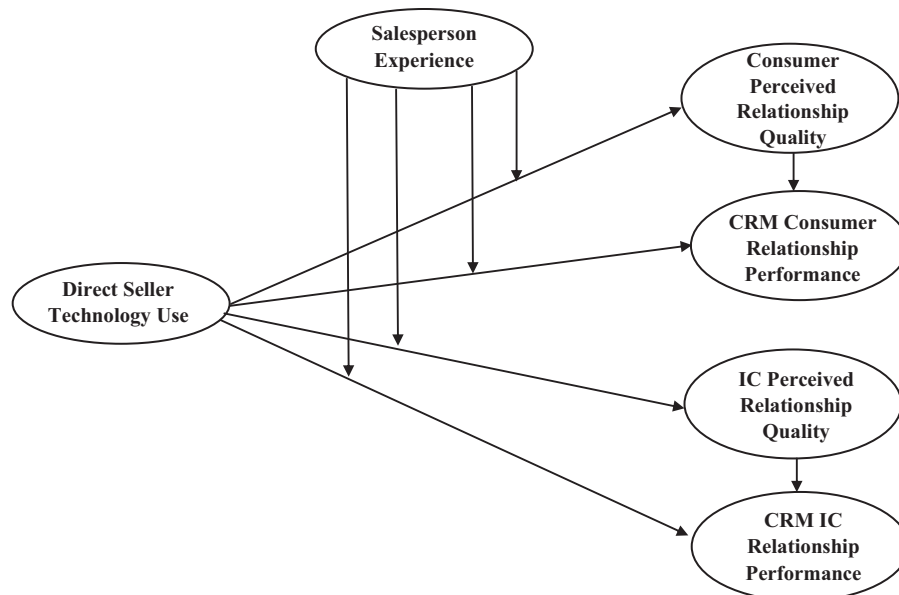 Salesperson
Experience
Consumer
Perceived
Relationship
Quality
CRM Consumer
Relationship
Performance
Direct Seller
Technology Use
IC Perceived
Relationship
Quality
CRM IC
Relationship
Performance